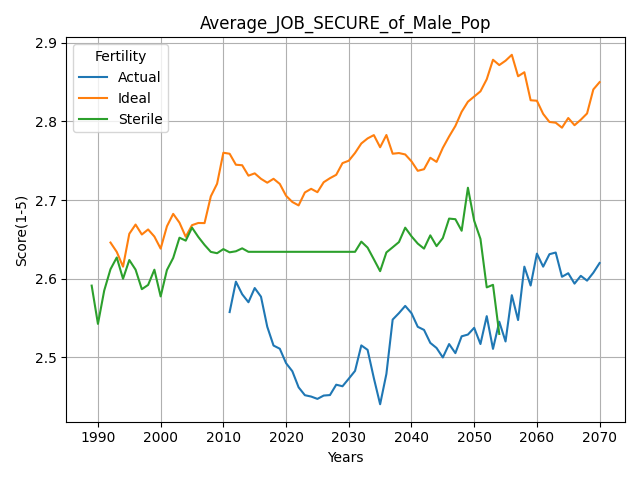 Average_JOB_SECURE_of_Male_Pop
Fertility
Actual
Ideal
Sterile
Score(1-5)
2.9
2.8
2.7
2.6
2.5
1990 2000 2010 2020 2030 2040 2050 2060 2070
Years